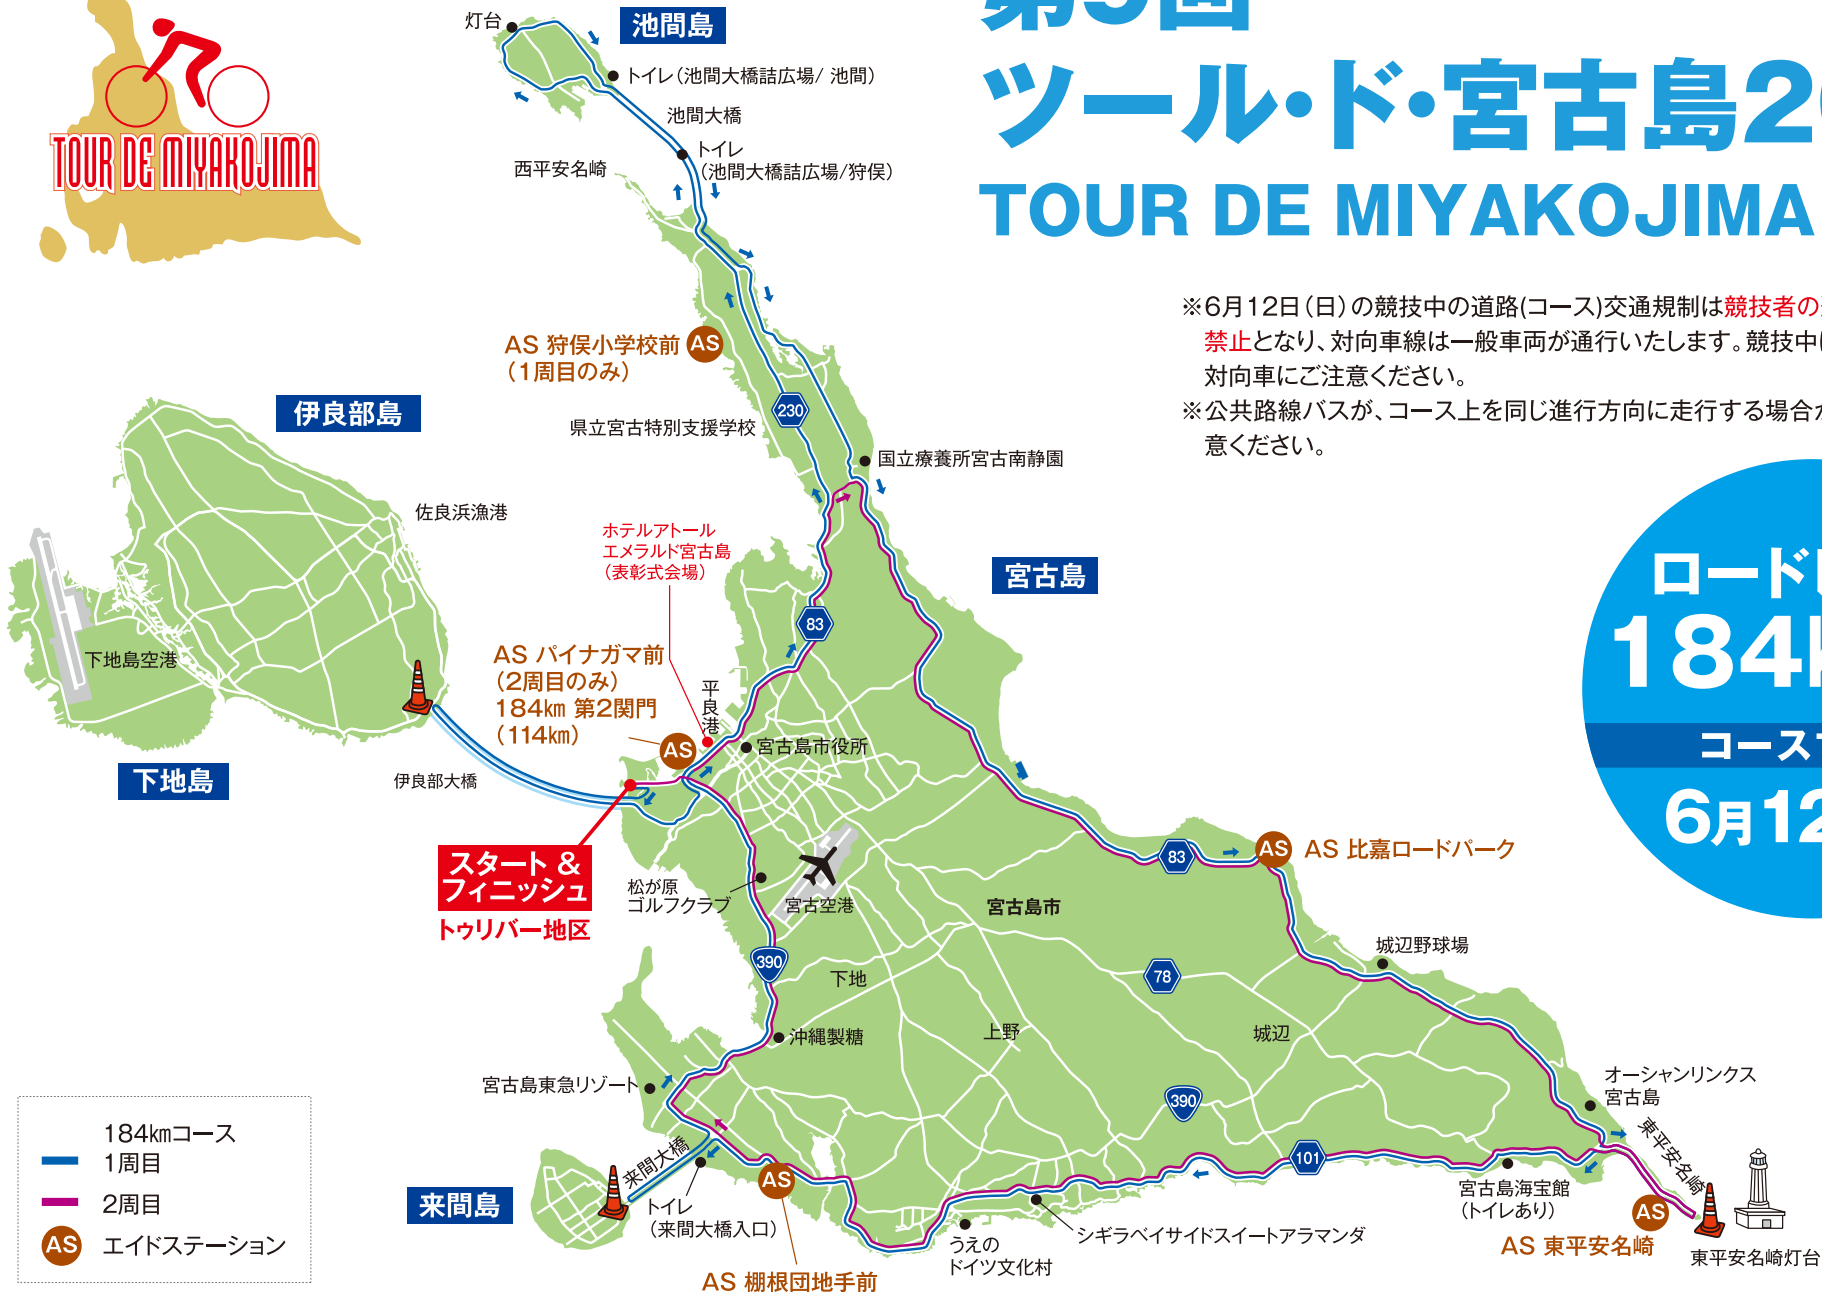 TOUR DE MIYAKOJIMA
ツール・ド・宮古島
TOUR DE MIYAKOJIMA
※6月12日(日)の競技中の道路(コース)交通規制は競技者の
禁止となり、対向車線は一般車両が通行いたします。競技中
対向車にご注意ください。
※公共路線バスが、コース上を同じ進行方向に走行する場合
意ください。
ロード
184
コース
6月12
灯台
池間島
トイレ(池間大橋詰広場/ 池間)
池間大橋
トイレ
(池間大橋詰広場/狩俣)
西平安名崎
AS 狩俣小学校前
AS
(1周目のみ)
230
県立宮古特別支援学校
国立療養所宮古南静園
伊良部島
佐良浜漁港
下地島空港
下地島
伊良部大橋
ホテルアトール
エメラルド宮古島
(表彰式会場)
宮古島
83
AS パイナガマ前
(2周目のみ)
184km 第2関門
(114km)
AS
平良港
宮古島市役所
スタート &
フィニッシュ
トゥリバー地区
松が原
ゴルフクラブ
宮古空港
宮古島市
83
AS
AS 比嘉ロードパーク
城辺野球場
390
下地
78
上野
城辺
沖縄製糖
宮古島東急リゾート
390
オーシャンリンクス
宮古島
東平安名崎
101
来間大橋
来間島
トイレ
(来間大橋入口)
AS
AS 棚根団地手前
うえの
ドイツ文化村
シギラベイサイドスイートアラマンダ
宮古島海宝館
(トイレあり)
AS
AS 東平安名崎
東平安名崎灯台
184kmコース
1周目
2周目
AS
エイドステーション